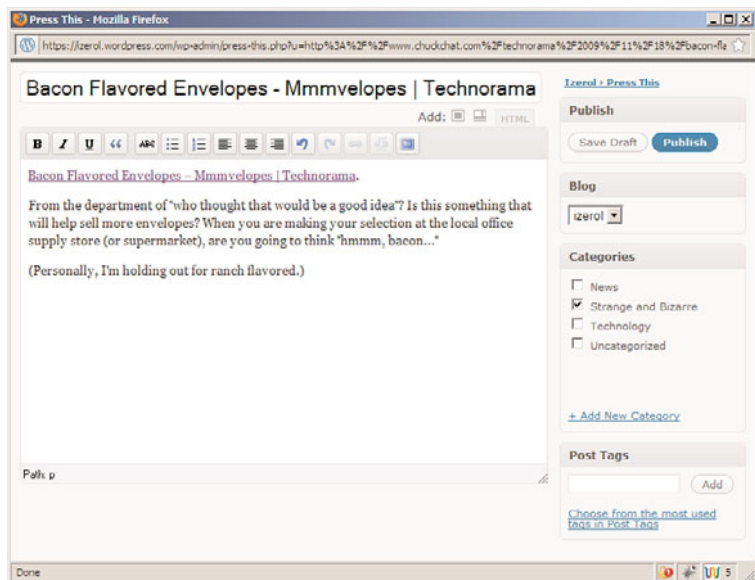 Press This - Mozilla Firefox
https://izerol.wordpress.com/wp-admin/press-this.php?u=http%3A%2F%2Fwww.chuckchat.com%2Ftechnorama%2F2009%2F11%2F18%2Fbacon-fla
Bacon Flavored Envelopes - Mmmvelopes | Technorama
Add: HTML
B I U “ ABC
Bacon Flavored Envelopes – Mmmvelopes | Technorama.
From the department of "who thought that would be a good idea"? Is this something that
will help sell more envelopes? When you are making your selection at the local office
supply store (or supermarket), are you going to think "hmmm, bacon..."
(Personally, I'm holding out for ranch flavored.)
Path: p
Izerol › Press This
Publish
Save Draft Publish
Blog
izerol
Categories
News
Strange and Bizarre
Technology
Uncategorized
+ Add New Category
Post Tags
Add
Choose from the most used
tags in Post Tags
Done
5